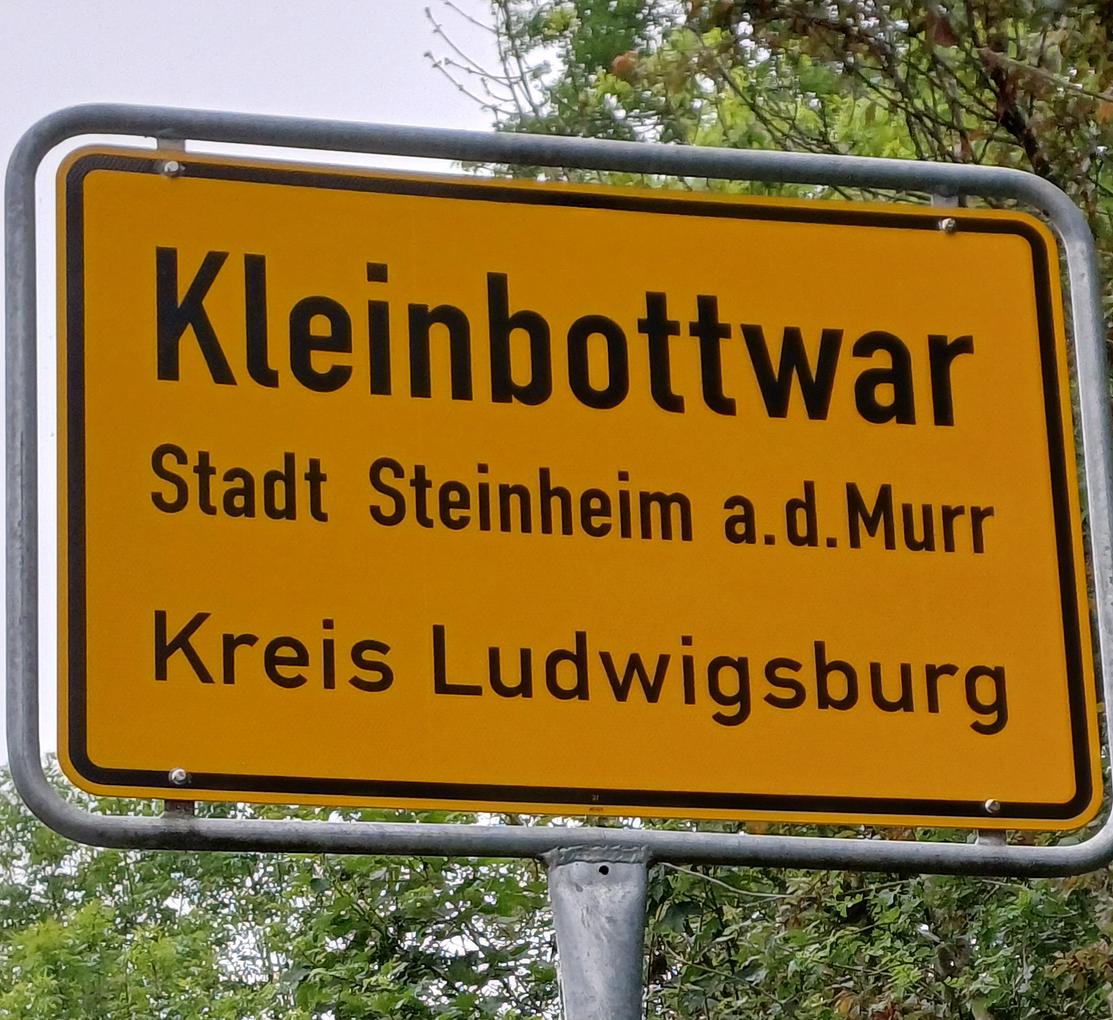 Kleinbottwar
Stadt Steinheim a.d.Murr
Kreis Ludwigsburg